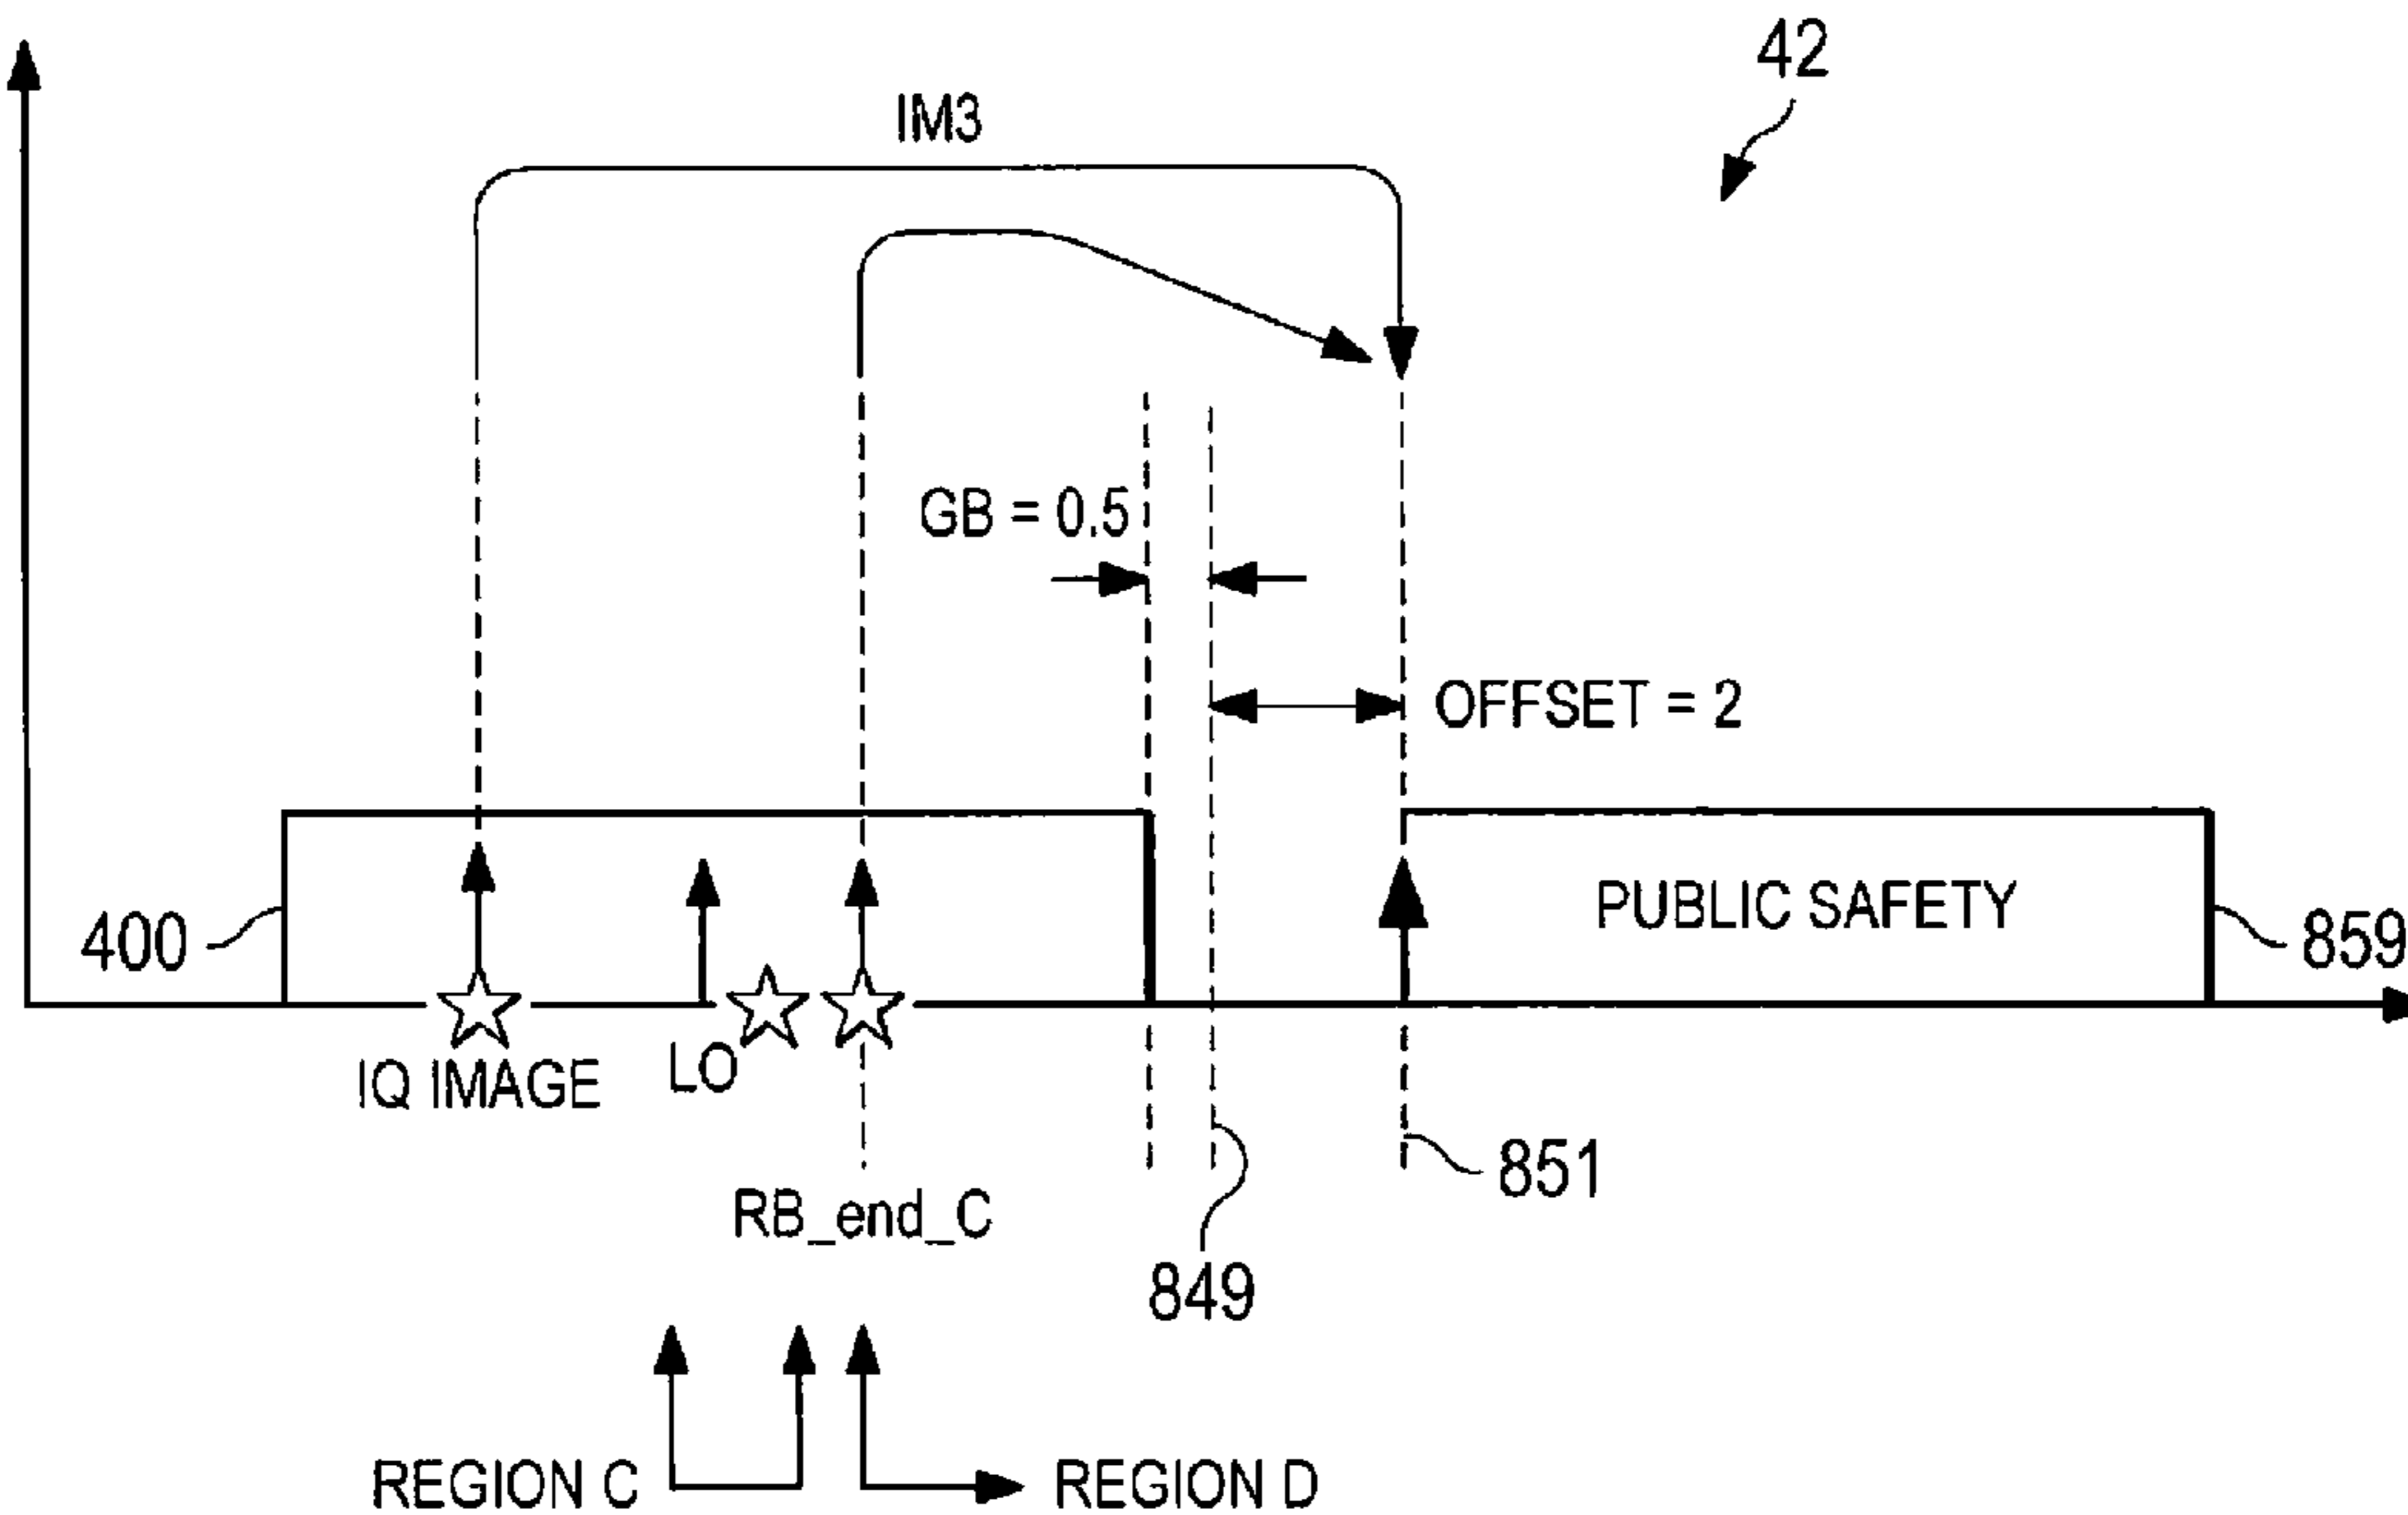 42
IM3
GB = 0.5
OFFSET = 2
PUBLIC SAFETY
400
859
IQ IMAGE
LO
851
RB_end_C
849
REGION C
REGION D